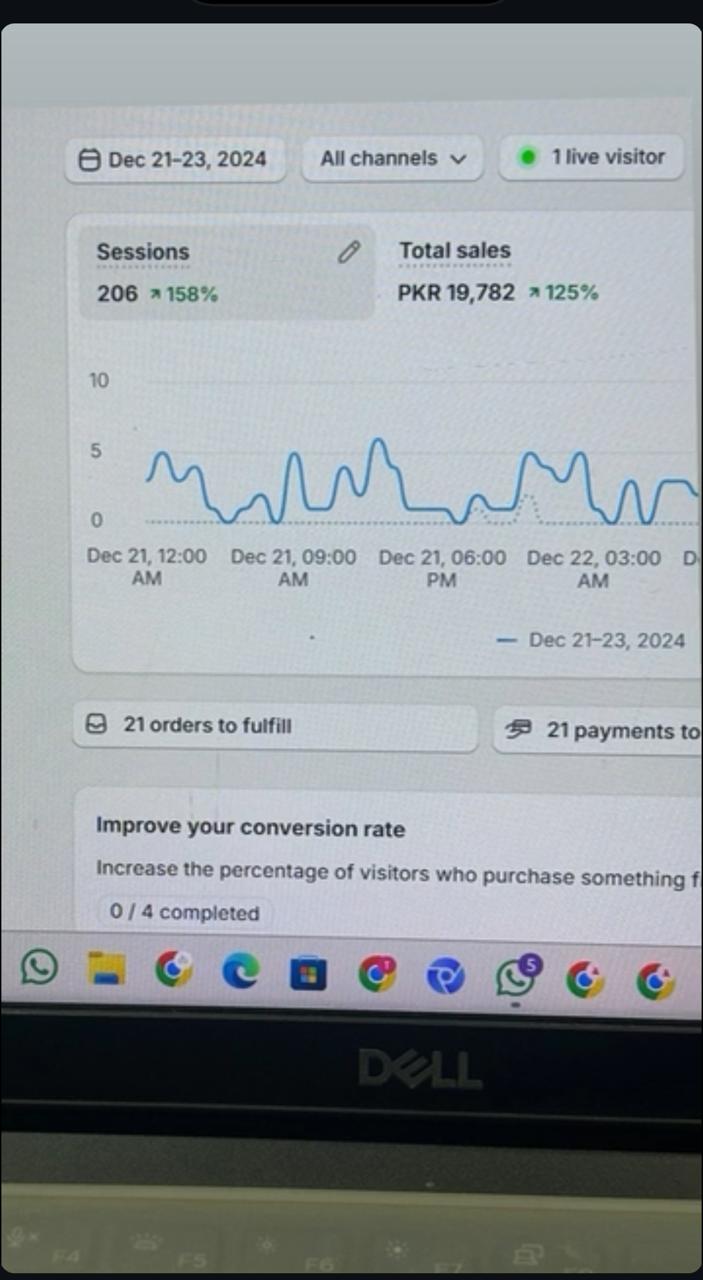 Dec 21–23, 2024
All channels
1 live visitor
Sessions
206 158%
Total sales
PKR 19,782 125%
10
5
0
Dec 21, 12:00 AM
Dec 21, 09:00 AM
Dec 21, 06:00 PM
Dec 22, 03:00 AM
D
Dec 21–23, 2024
21 orders to fulfill
21 payments to
Improve your conversion rate
Increase the percentage of visitors who purchase something f
0 / 4 completed
5
DELL
F4
F5
F6
F7